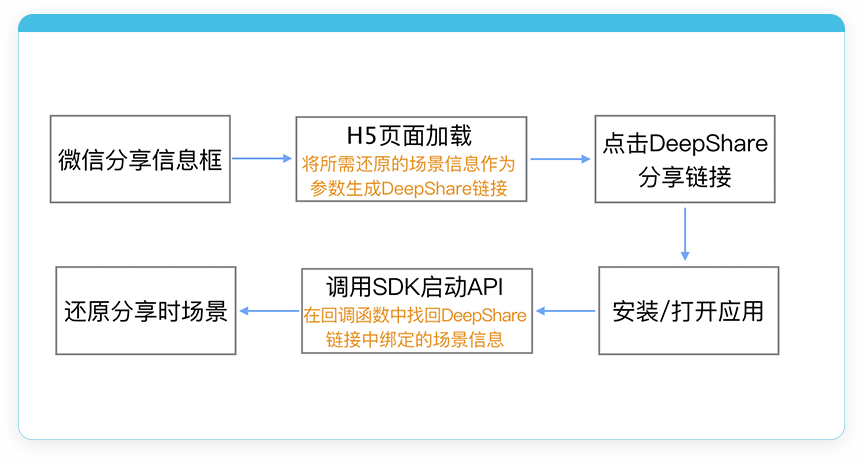 微信分享信息框
H5页面加载
将所需还原的场景信息作为
参数生成DeepShare链接
点击DeepShare
分享链接
安装/打开应用
调用SDK启动API
在回调函数中找回DeepShare
链接中绑定的场景信息
还原分享时场景